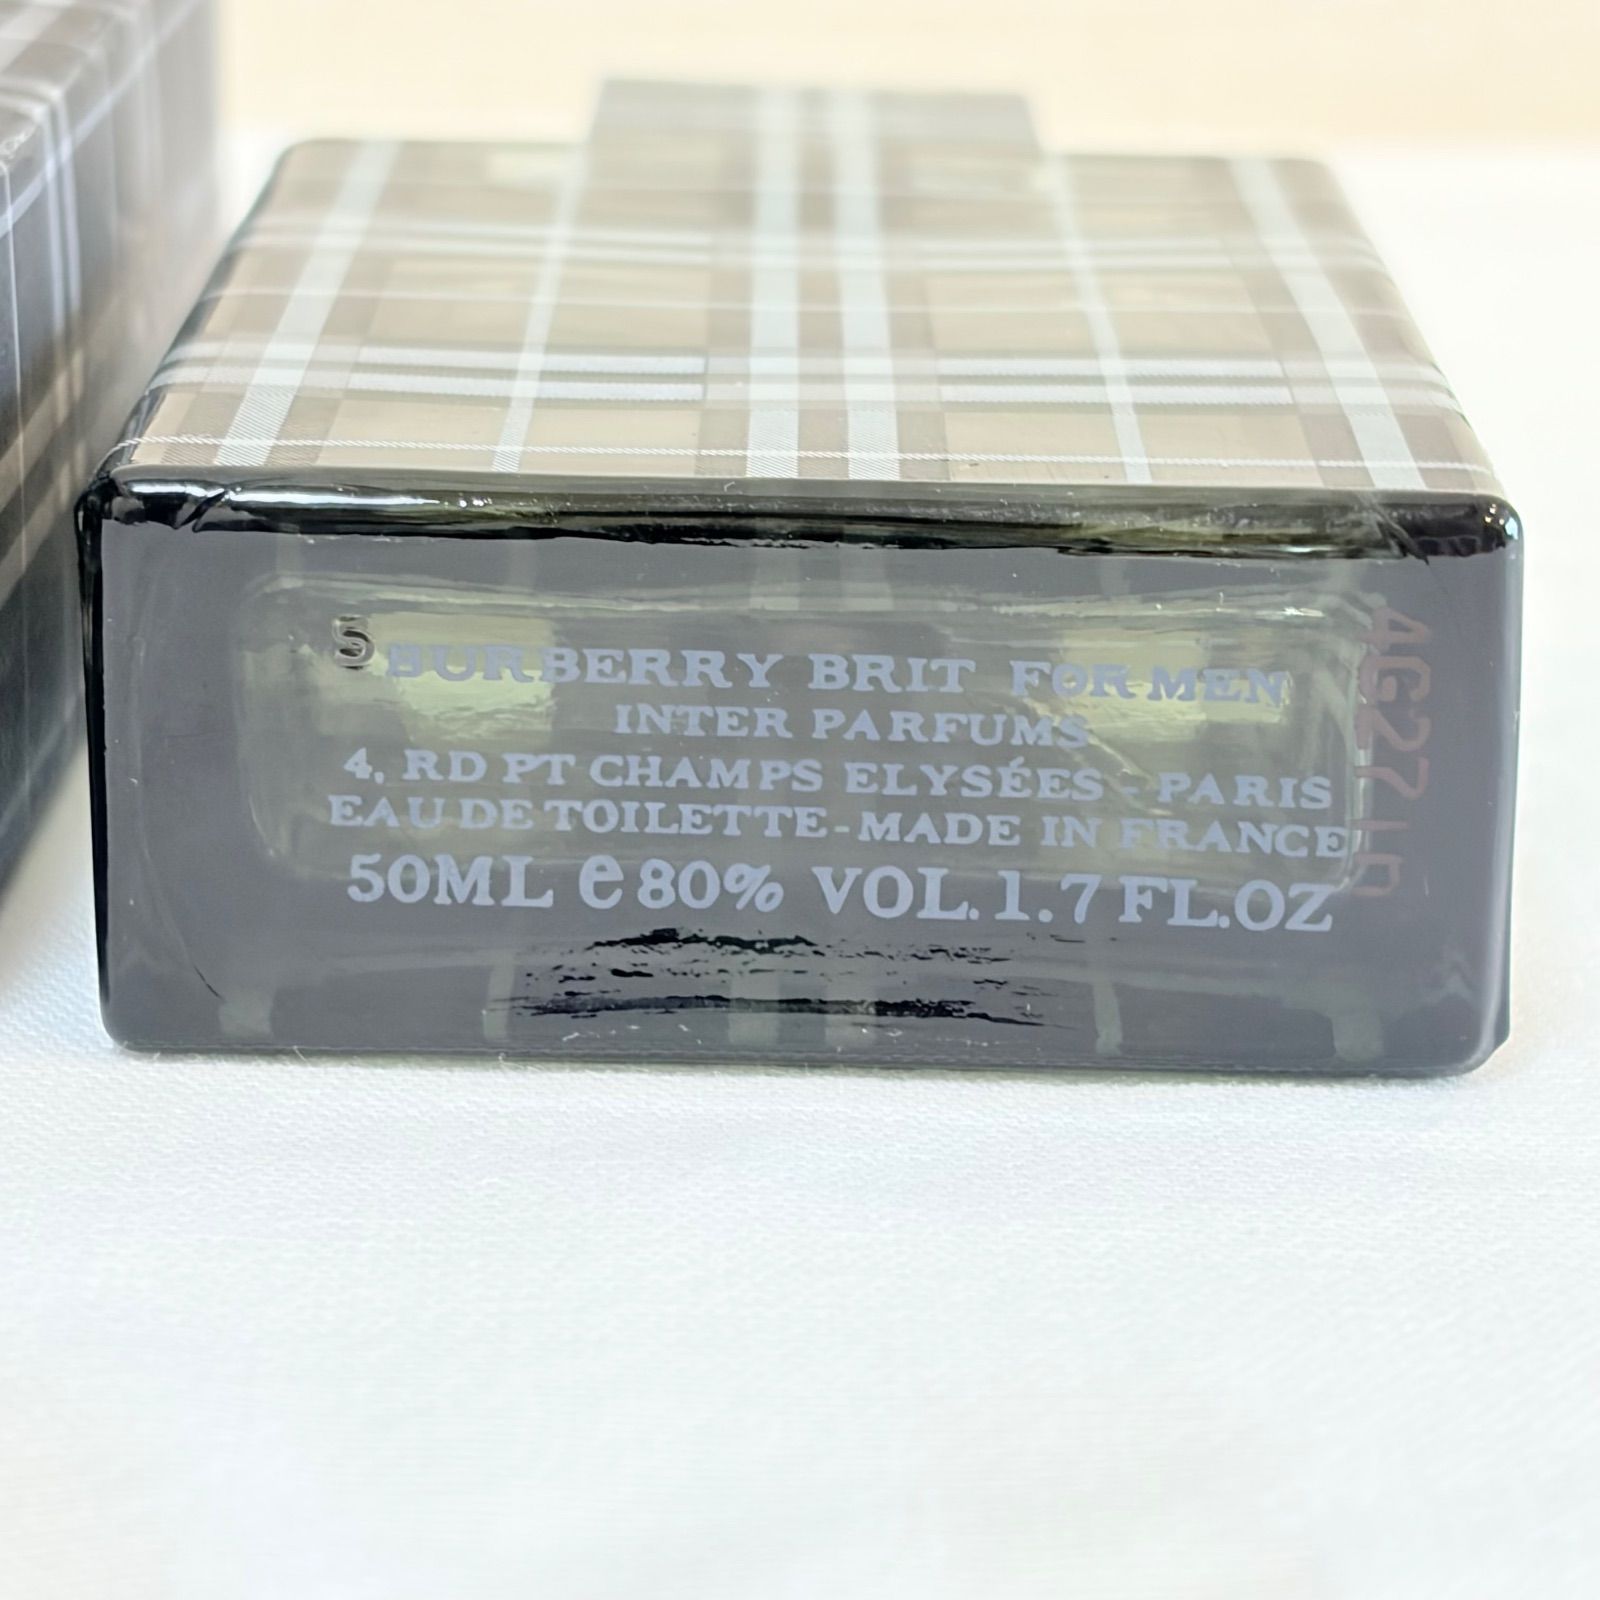 5
BURBERRY BRIT FOR MEN
INTER PARFUMS
4, RD PT CHAMPS ELYSÉES - PARIS
EAU DE TOILETTE-MADE IN FRANCE
50ML e 80% VOL. 1.7 FL.OZ